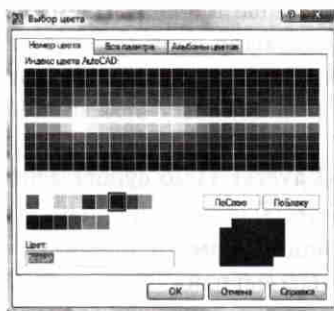 Выбор цвета
Номер цвета Вся палитра Альбомы цветов
Индекс цвета AutoCAD:
ПоСлою ПоБлоку
Цвет:
OK Отмена Справка